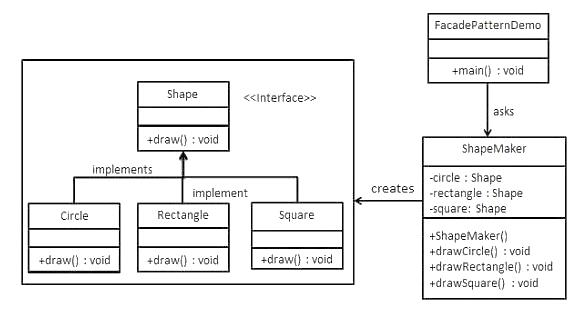 FacadePatternDemo
+main() : void
asks
Shape
<<Interface>>
+draw() : void
implements
implement
Circle
+draw() : void
Rectangle
+draw() : void
Square
+draw() : void
creates
ShapeMaker
-circle : Shape
-rectangle : Shape
-square: Shape
+ShapeMaker()
+drawCircle() : void
+drawRectangle() : void
+drawSquare() : void